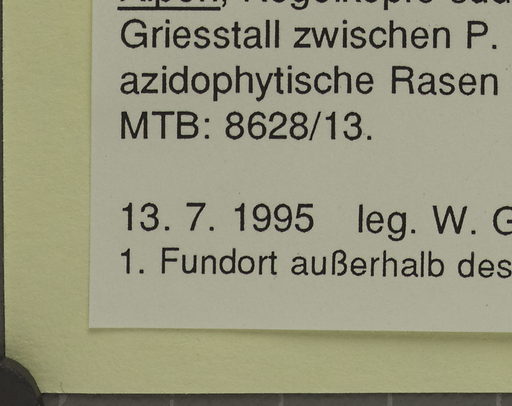 Griesstall zwischen P.
azidophytische Rasen
MTB: 8628/13.
13. 7. 1995 leg. W. G
1. Fundort außerhalb des